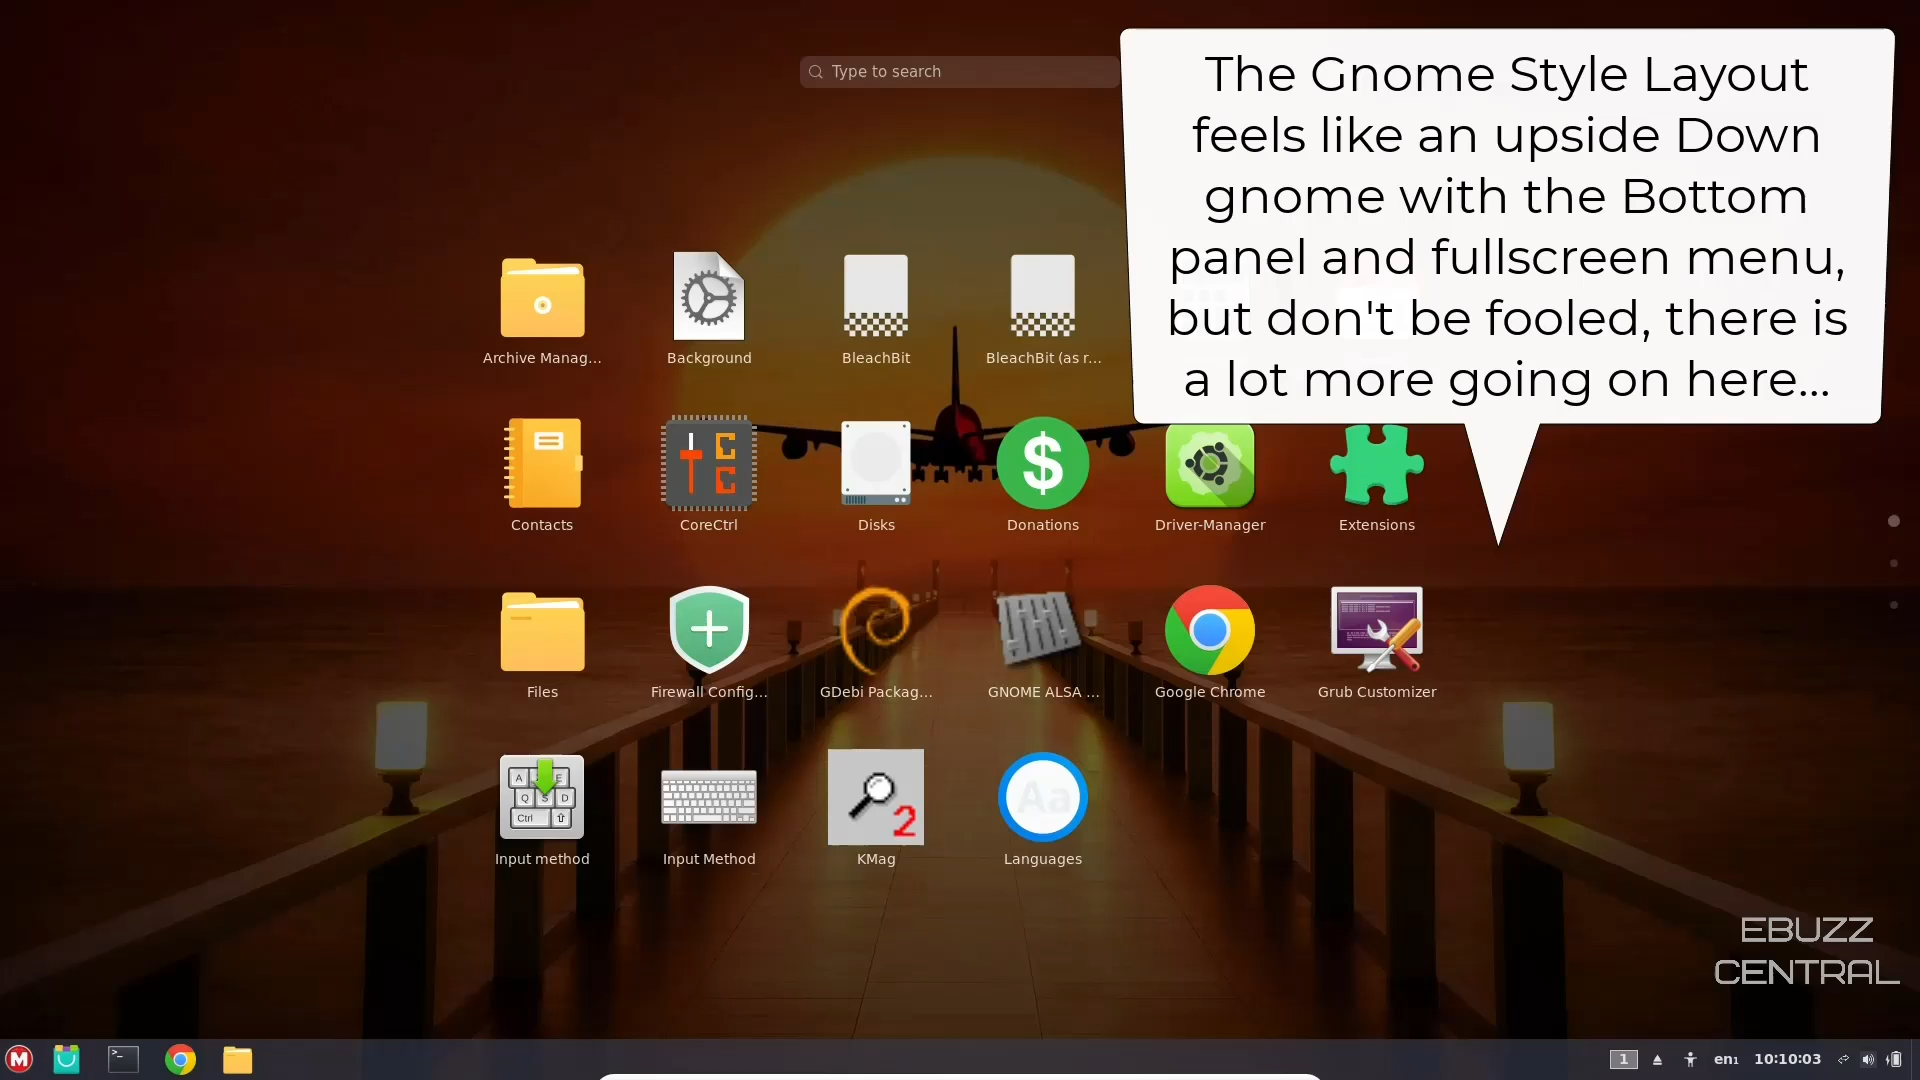 Type to search
The Gnome Style Layout
feels like an upside Down
gnome with the Bottom
panel and fullscreen menu,
but don't be fooled, there is
a lot more going on here...
Archive Manag...
Background
BleachBit
BleachBit (as r...
Contacts
CoreCtrl
Disks
Donations
Driver-Manager
Extensions
Files
Firewall Config...
GDebi Packag...
GNOME ALSA ...
Google Chrome
Grub Customizer
Input method
Input Method
KMag
Languages
EBUZZ
CENTRAL
1
en₁
10:10:03